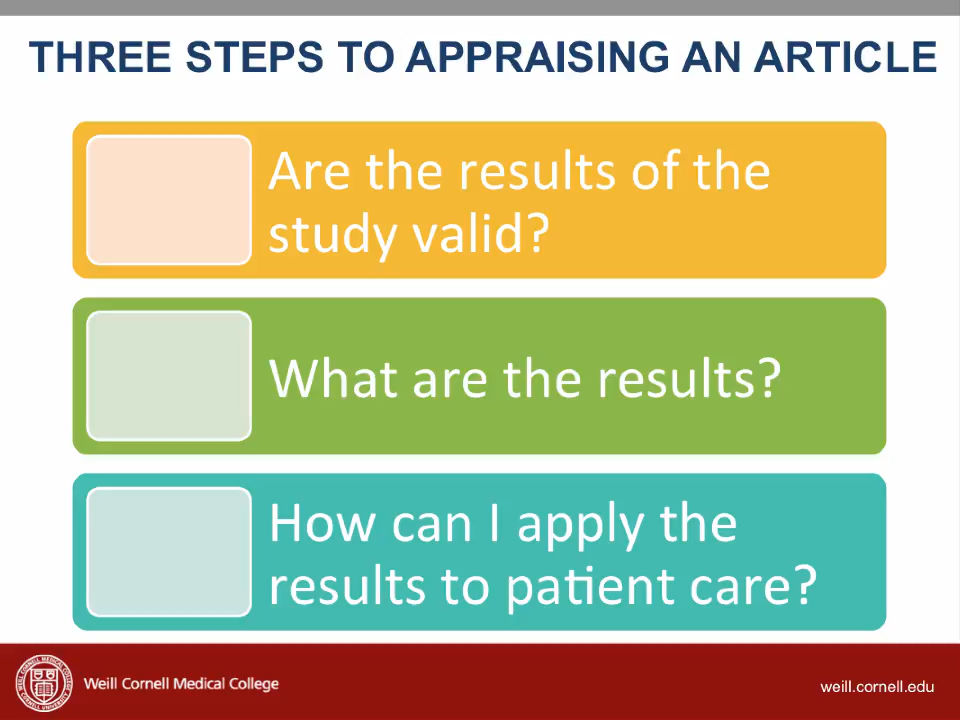 THREE STEPS TO APPRAISING AN ARTICLE
Are the results of the
study valid?
What are the results?
How can I apply the
results to patient care?
Weill Cornell Medical College
weill.cornell.edu